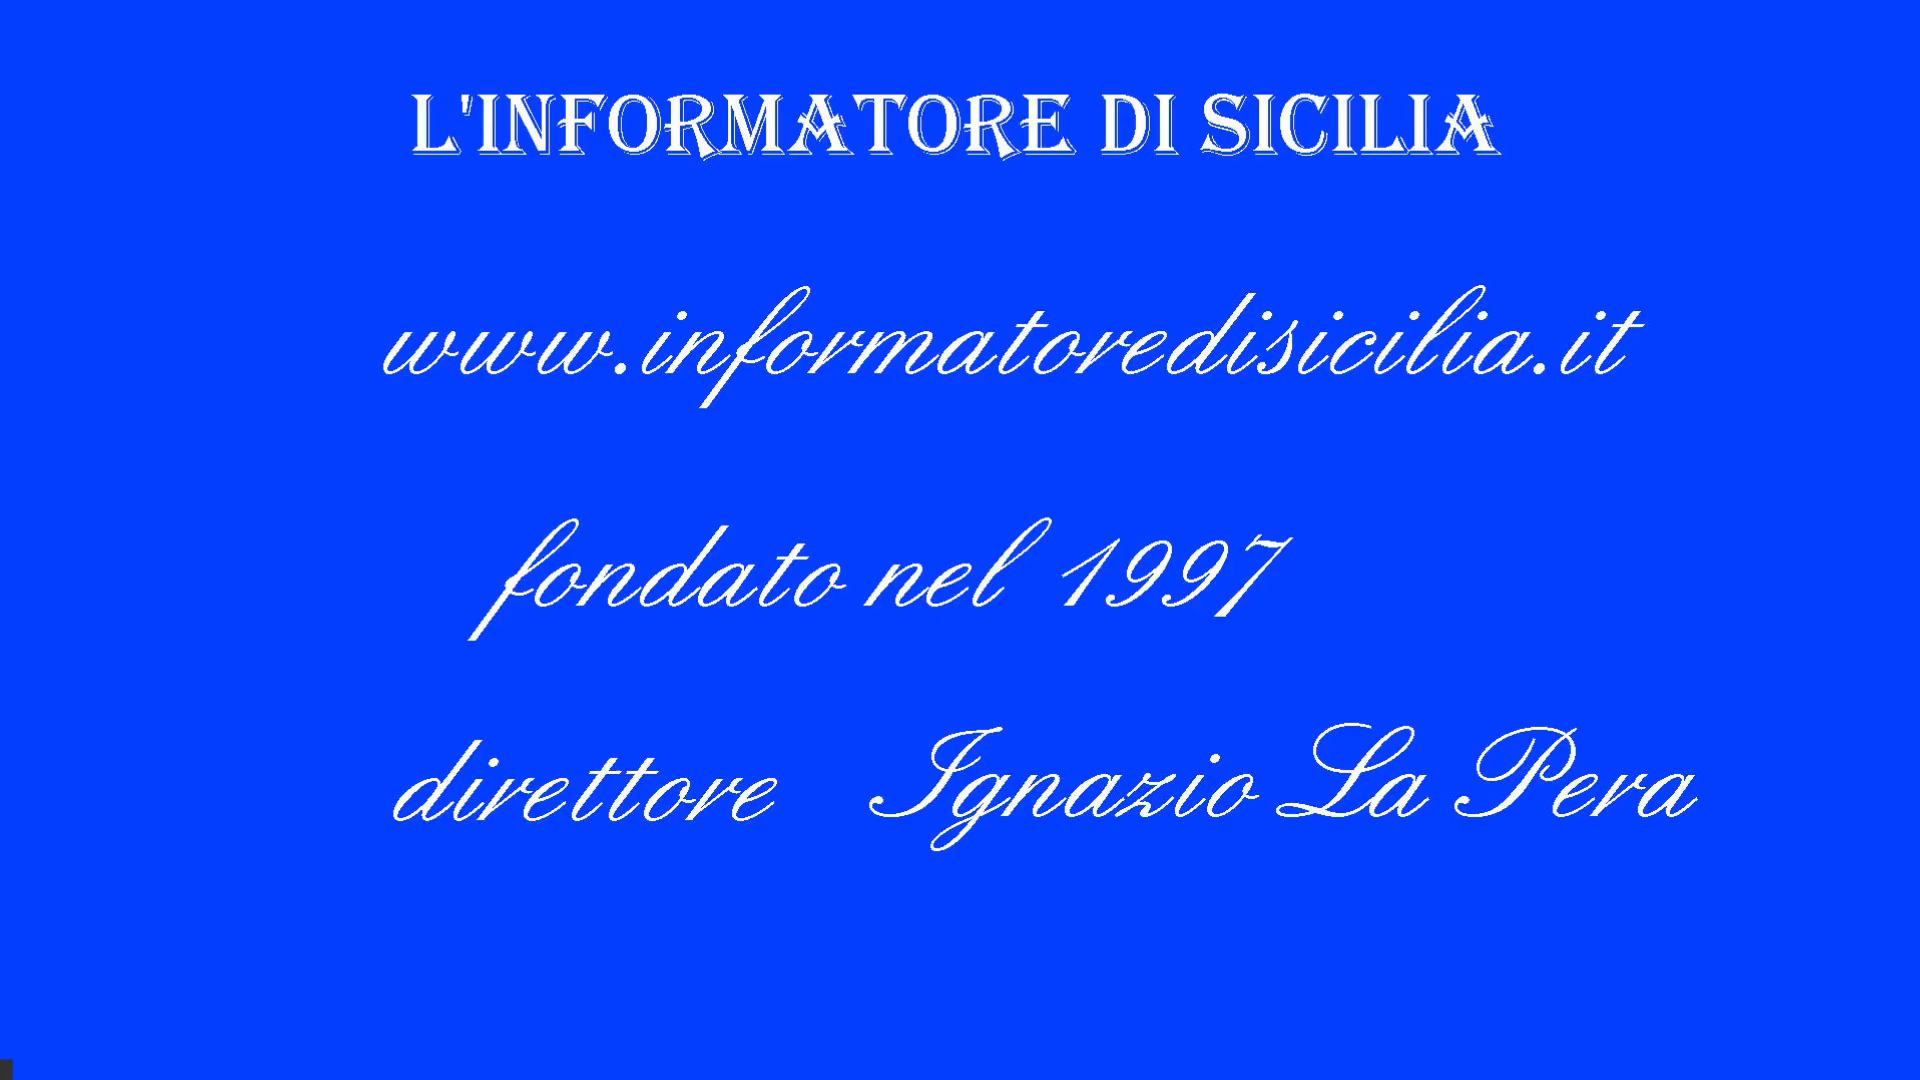 L'INFORMATORE DI SICILIA
www.informatoredisicilia.it
fondato nel 1997
direttore Ignazio La Pera